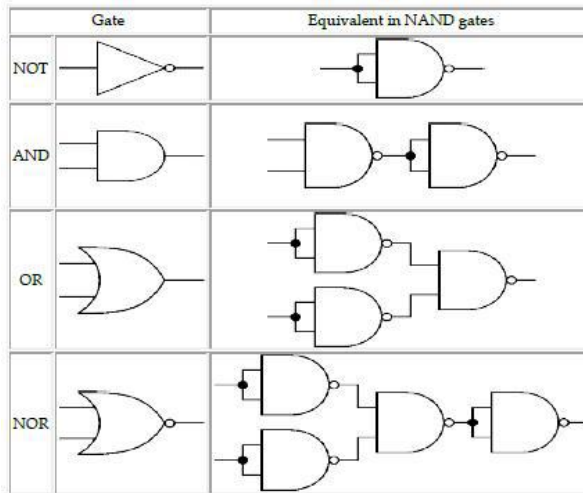 Gate Equivalent in NAND gates
NOT
AND
OR
NOR